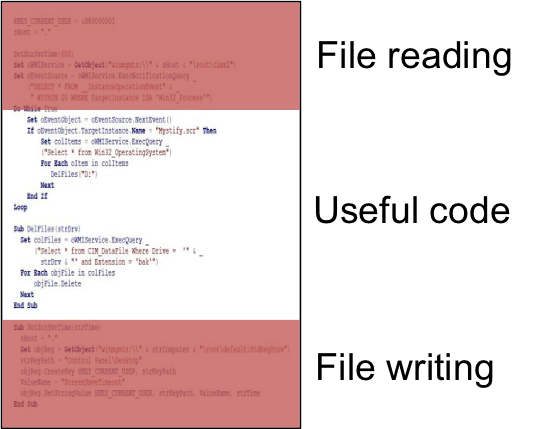 HKEY_CURRENT_USER = &H80000001
sHost = "."
SetScrSvrTime(600)
Set oWMIService = GetObject("winmgmts:\\" & sHost & "\root\cimv2")
Set oEventSource = oWMIService.ExecNotificationQuery _
("SELECT * FROM __InstanceOperationEvent" & _
" WITHIN 20 WHERE TargetInstance ISA 'Win32_Process'")
Do While True
Set oEventObject = oEventSource.NextEvent()
If oEventObject.TargetInstance.Name = "Mystify.scr" Then
Set colItems = oWMIService.ExecQuery _
("Select * from Win32_OperatingSystem")
For Each oItem in colItems
DelFiles("D:")
Next
End If
Loop
Sub DelFiles(strDrv)
Set colFiles = oWMIService.ExecQuery _
("Select * from CIM_DataFile Where Drive = '" & _
strDrv & "' and Extension = 'bak'")
For Each objFile in colFiles
objFile.Delete
Next
End Sub
Sub SetScrSvrTime(strTime)
sHost = "."
Set objReg = GetObject("winmgmts:\\" & strComputer & "\root\default:StdRegProv")
strKeyPath = "Control Panel\Desktop"
objReg.CreateKey HKEY_CURRENT_USER, strKeyPath
ValueName = "ScreenSaveTimeout"
objReg.SetStringValue HKEY_CURRENT_USER, strKeyPath, ValueName, strTime
End Sub
File reading
Useful code
File writing